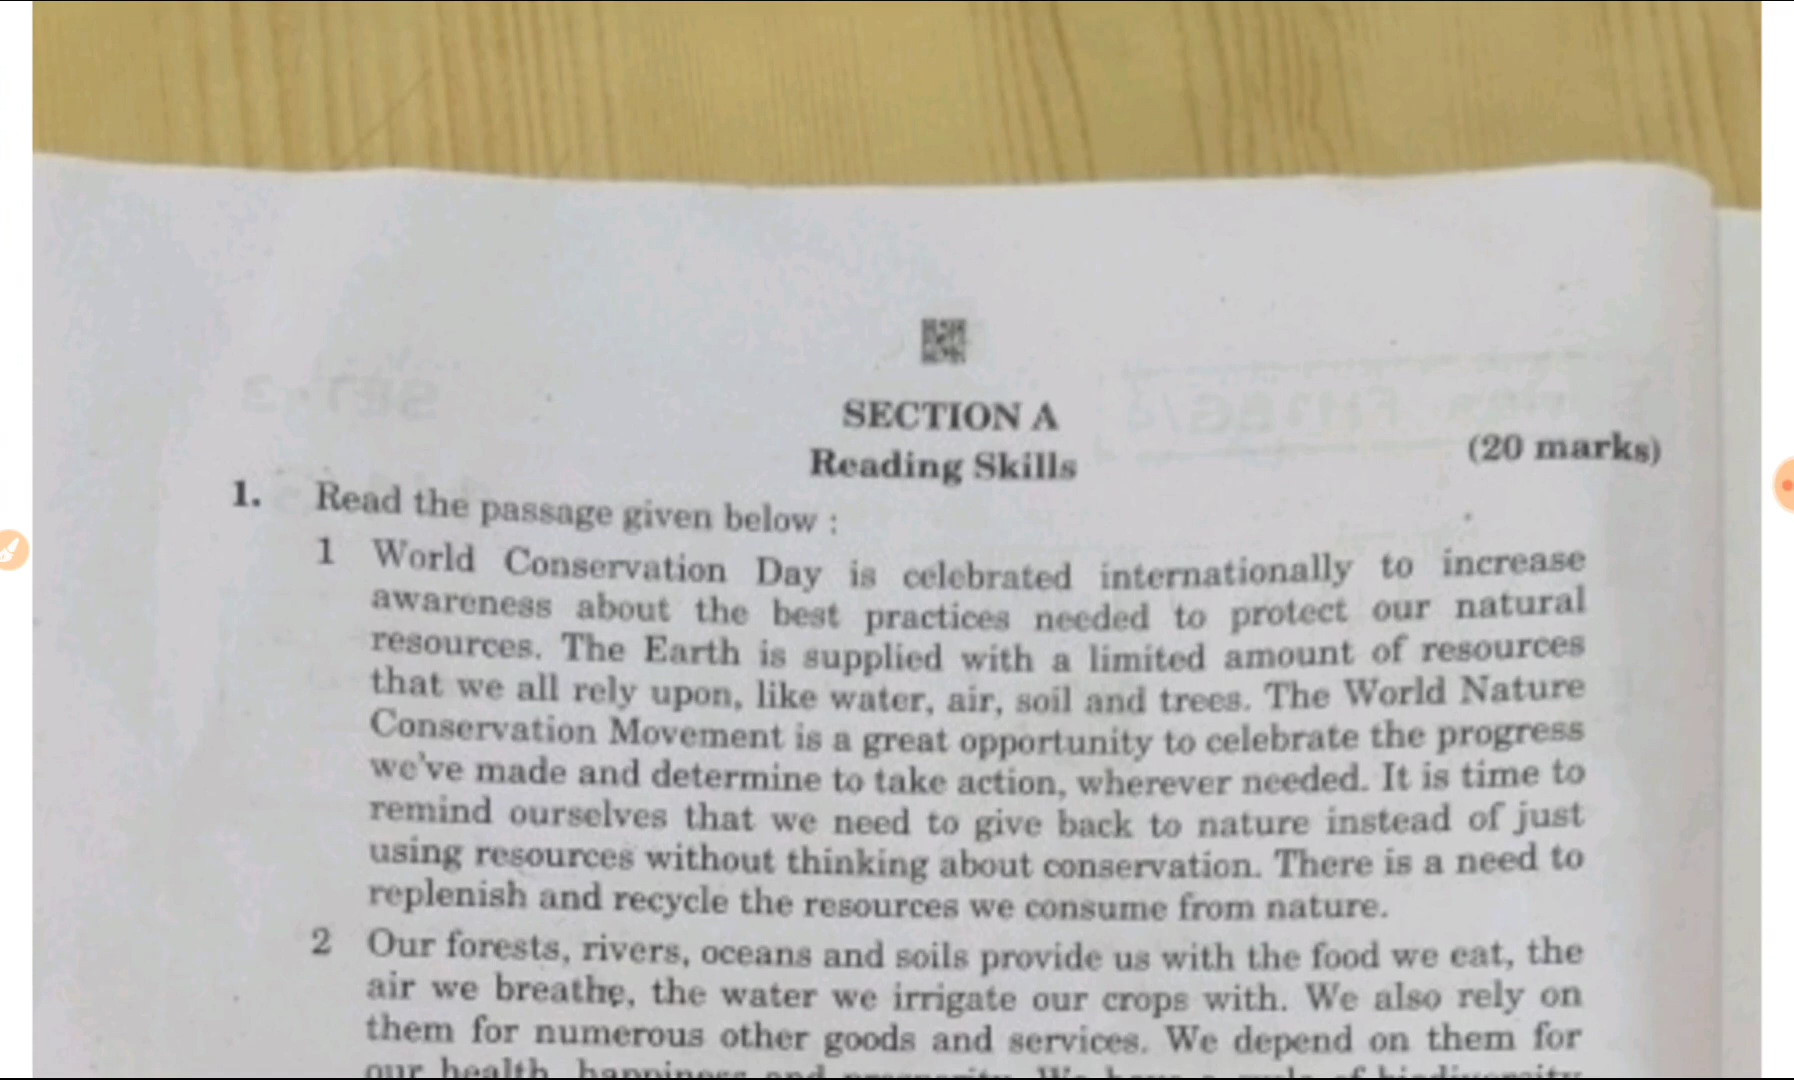 SECTION A
Reading Skills
(20 marks)
1. Read the passage given below :
1 World Conservation Day is celebrated internationally to increase
awareness about the best practices needed to protect our natural
resources. The Earth is supplied with a limited amount of resources
that we all rely upon, like water, air, soil and trees. The World Nature
Conservation Movement is a great opportunity to celebrate the progress
we've made and determine to take action, wherever needed. It is time to
remind ourselves that we need to give back to nature instead of just
using resources without thinking about conservation. There is a need to
replenish and recycle the resources we consume from nature.
2 Our forests, rivers, oceans and soils provide us with the food we eat, the
air we breathe, the water we irrigate our crops with. We also rely on
them for numerous other goods and services. We depend on them for
our health, happiness and prosperity. We have a